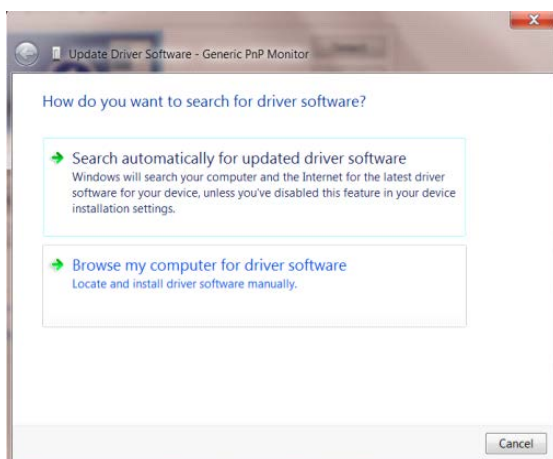 X
Update Driver Software - Generic PnP Monitor
How do you want to search for driver software?
Search automatically for updated driver software
Windows will search your computer and the Internet for the latest driver
software for your device, unless you've disabled this feature in your device
installation settings.
Browse my computer for driver software
Locate and install driver software manually.
Cancel